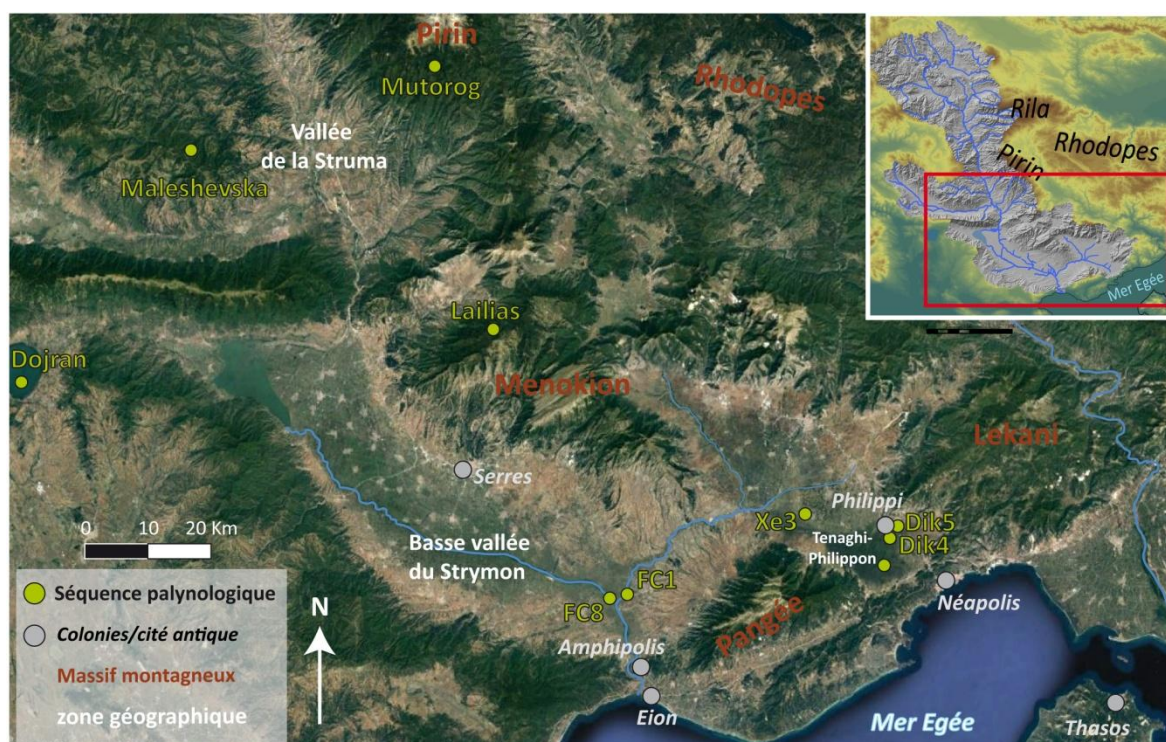 Pirin
Mutorog
Rhodopes
Vallée
de la Struma
Maleshevska
Rila
Rhodopes
Pirin
Mer Egée
Lailias
Dojran
Menokion
Lekani
Serres
Philippi
Xe3
Dik5
Dik4
Tenaghi-
Philippon
0 10 20 Km
Basse vallée
du Strymon
FC1
FC8
Néapolis
Pangée
Amphipolis
Eion
Mer Egée
Thasos
Séquence palynologique
Colonies/cité antique
Massif montagneux
zone géographique
N